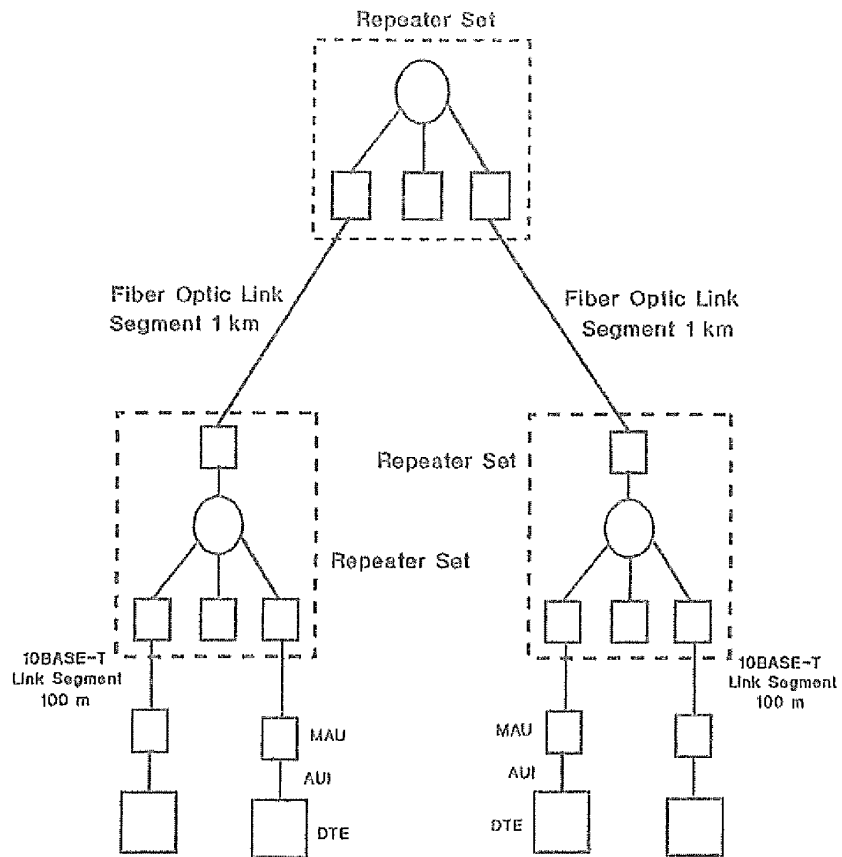 Repeater Set
Fiber Optic Link
Segment 1 km
Fiber Optic Link
Segment 1 km
Repeater Set
Repeater Set
10BASE-T
Link Segment
100 m
10BASE-T
Link Segment
100 m
MAU
MAU
AUI
AUI
DTE
DTE